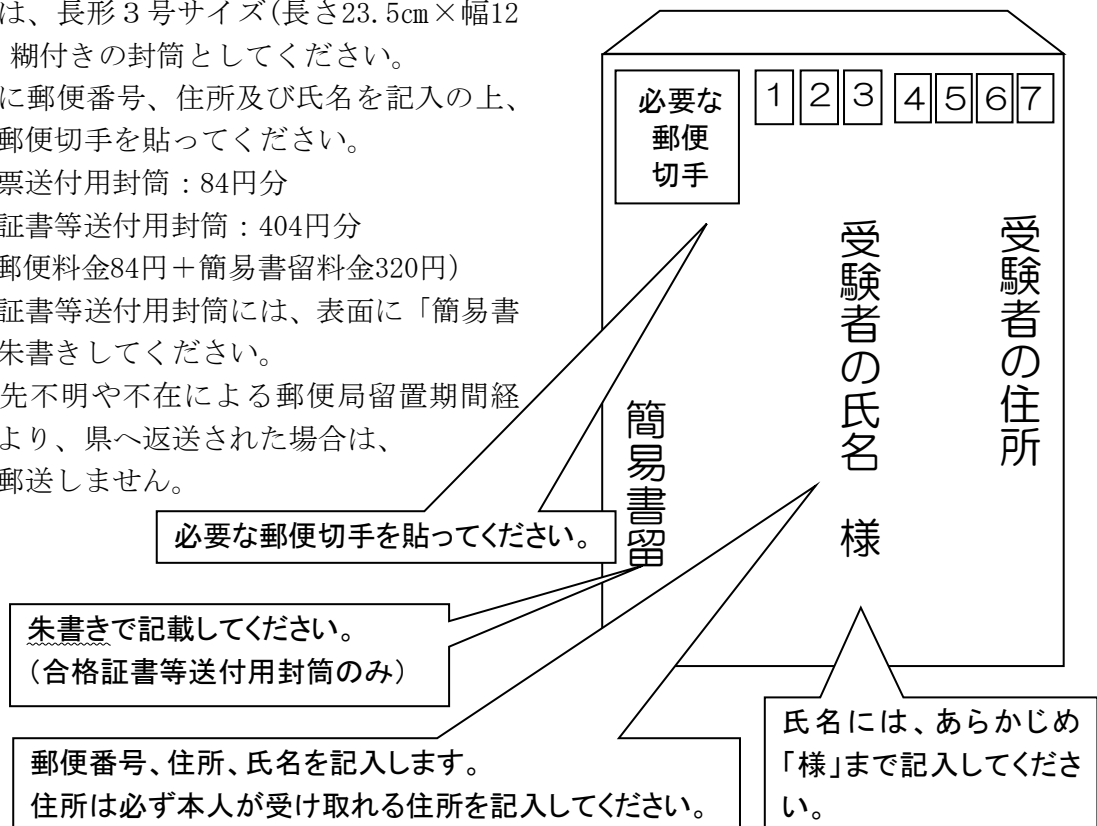 は、長形３号サイズ(長さ23.5㎝×幅12
糊付きの封筒としてください。
に郵便番号、住所及び氏名を記入の上、
郵便切手を貼ってください。
票送付用封筒：84円分
証書等送付用封筒：404円分
郵便料金84円＋簡易書留料金320円）
証書等送付用封筒には、表面に「簡易書
朱書きしてください。
先不明や不在による郵便局留置期間経
より、県へ返送された場合は、
郵送しません。
必要な
郵便
切手
１２３４５６７
受験者の住所
受験者の氏名　様
簡易書留
必要な郵便切手を貼ってください。
朱書きで記載してください。
（合格証書等送付用封筒のみ）
郵便番号、住所、氏名を記入します。
住所は必ず本人が受け取れる住所を記入してください。
氏名には、あらかじめ
「様」まで記入してくださ
い。